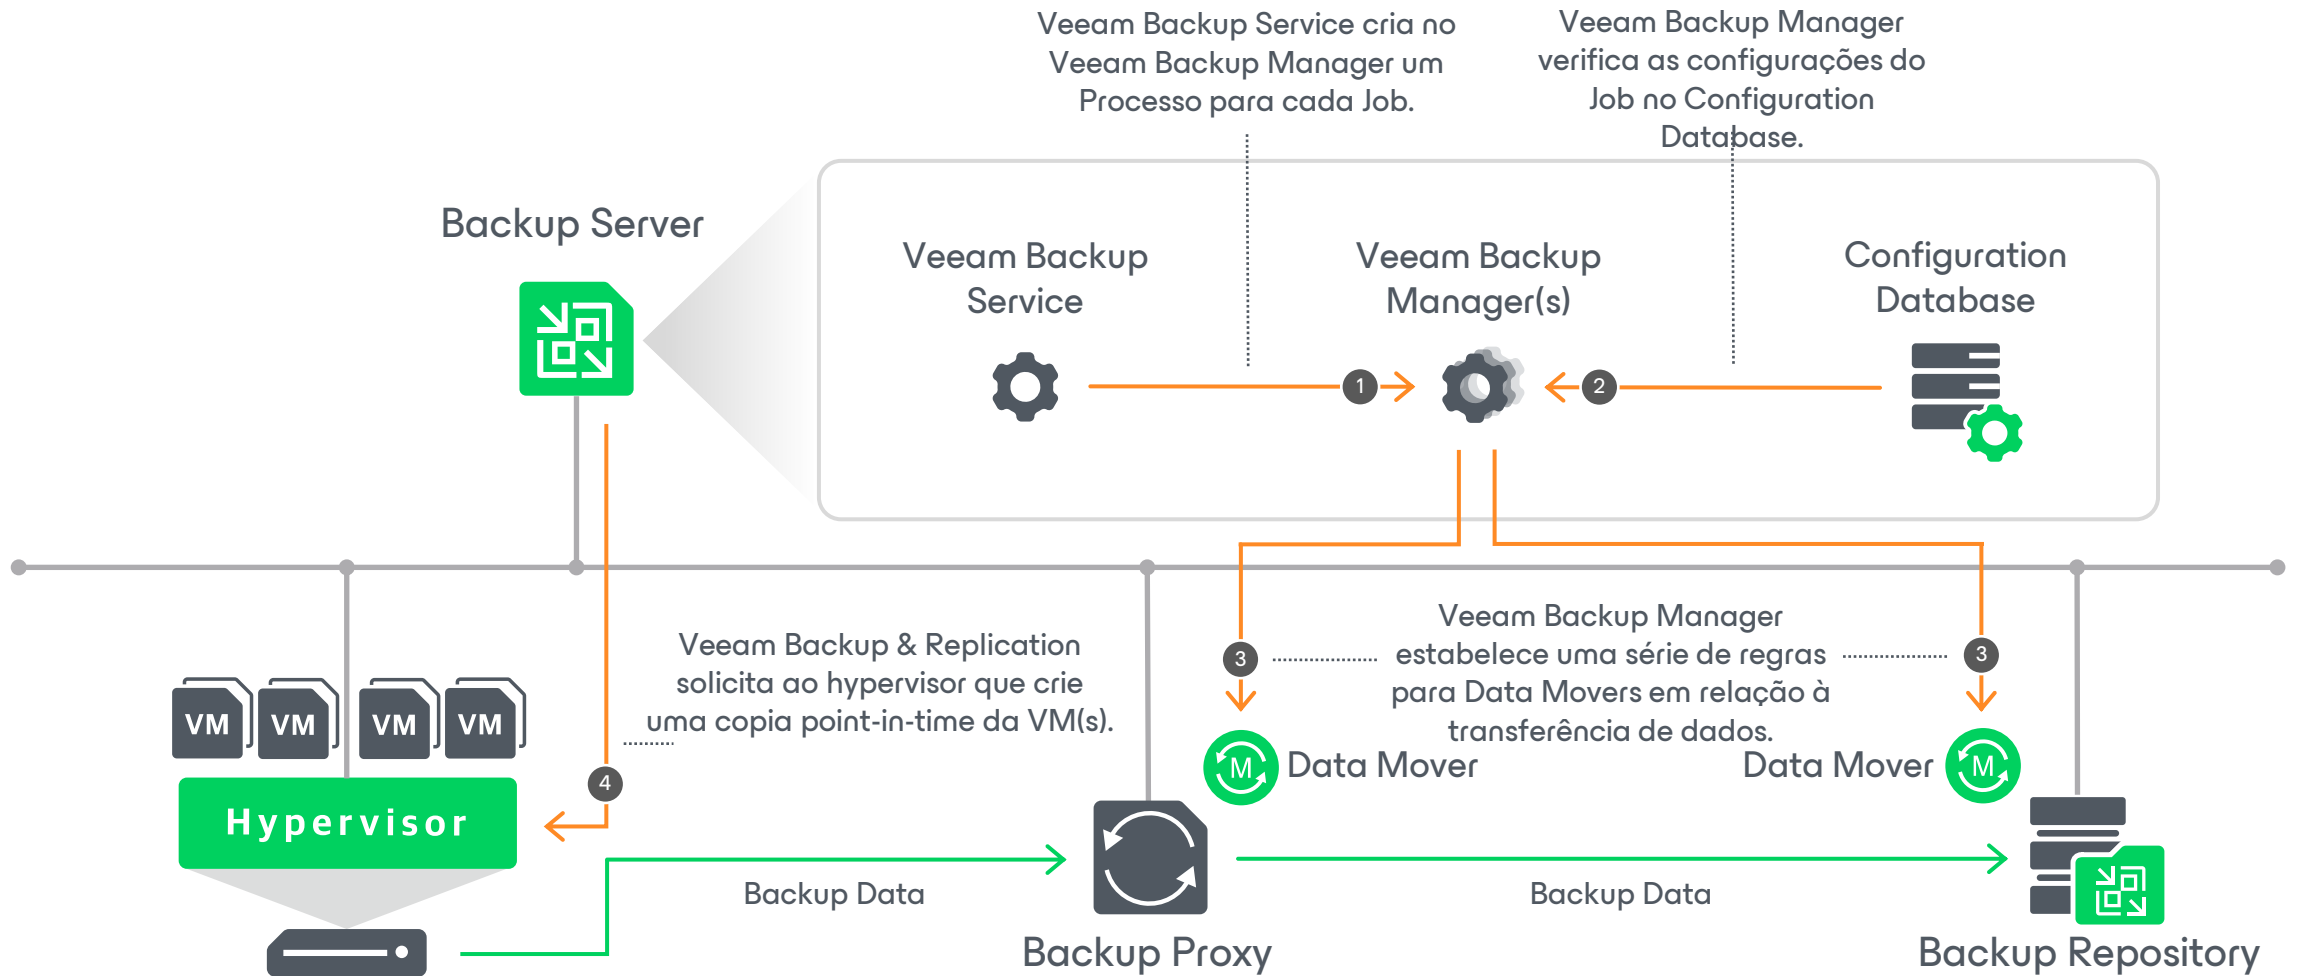 Veeam Backup Service cria no
Veeam Backup Manager um
Processo para cada Job.
Veeam Backup Manager
verifica as configurações do
Job no Configuration
Database.
Backup Server
Veeam Backup
Service
Veeam Backup
Manager(s)
Configuration
Database
1
2
Veeam Backup & Replication
solicita ao hypervisor que crie
uma copia point-in-time da VM(s).
Veeam Backup Manager
estabelece uma série de regras
para Data Movers em relação à
transferência de dados.
3
3
VM
VM
VM
VM
4
M
Data Mover
Data Mover
M
Hypervisor
Backup Data
Backup Data
Backup Proxy
Backup Repository